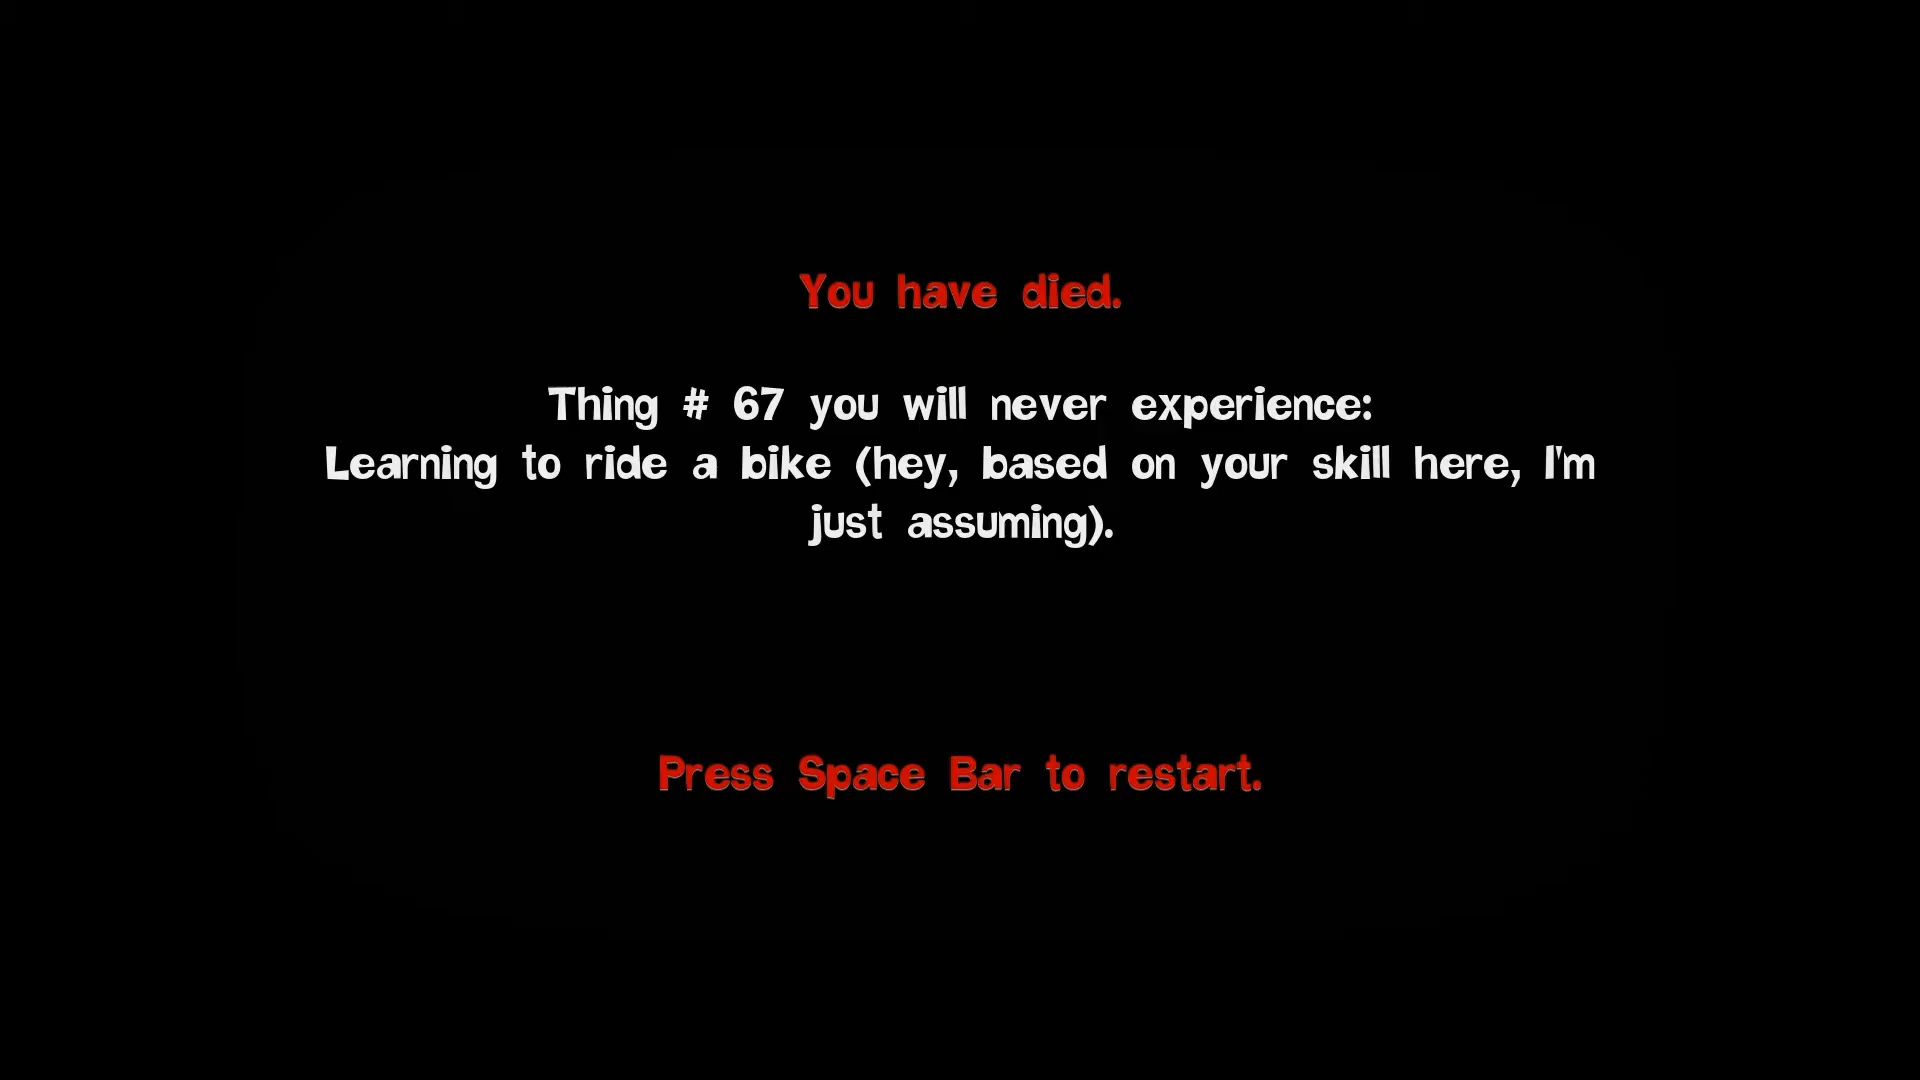 You have died.
Thing # 67 you will never experience:
Learning to ride a bike (hey, based on your skill here, I'm
just assuming).
Press Space Bar to restart.